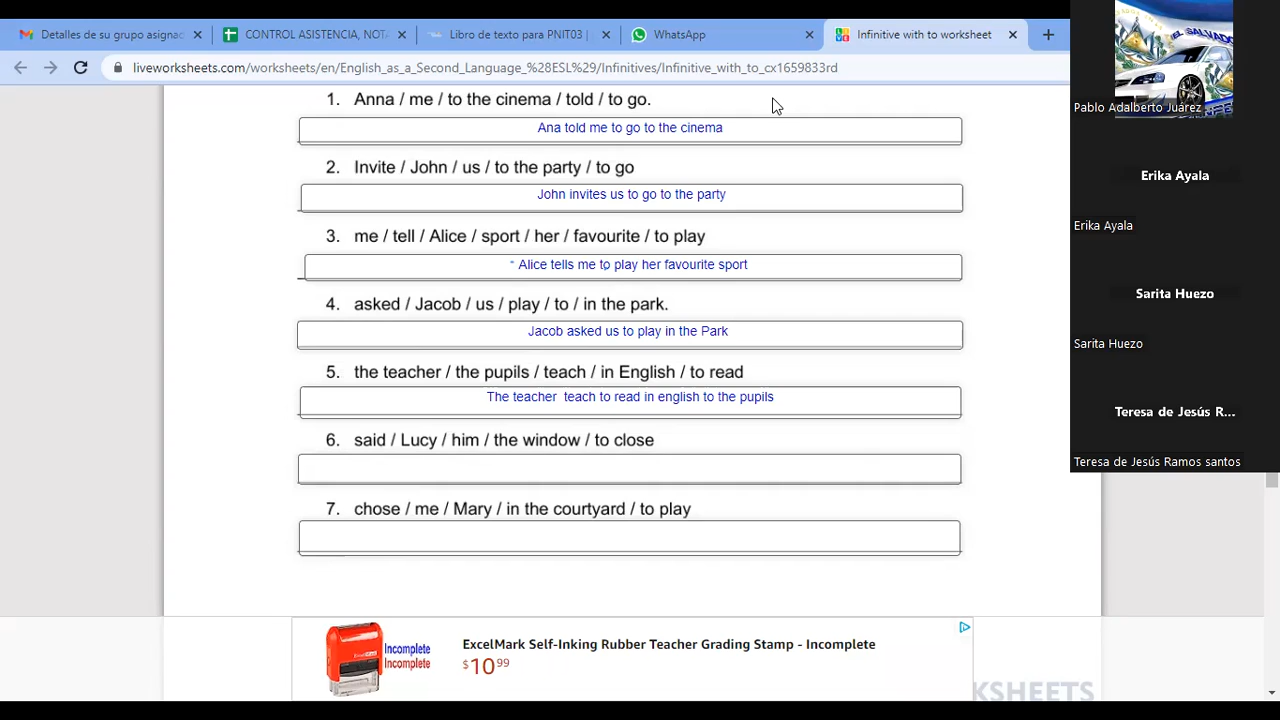 Detalles de su grupo asignac
CONTROL ASISTENCIA, NOTA
Libro de texto para PNIT03 |
WhatsApp
Infinitive with to worksheet
liveworksheets.com/worksheets/en/English_as_a_Second_Language_%28ESL%29/Infinitives/Infinitive_with_to_cx1659833rd
1. Anna / me / to the cinema / told / to go.
Ana told me to go to the cinema
2. Invite / John / us / to the party / to go
John invites us to go to the party
3. me / tell / Alice / sport / her / favourite / to play
" Alice tells me to play her favourite sport
4. asked / Jacob / us / play / to / in the park.
Jacob asked us to play in the Park
5. the teacher / the pupils / teach / in English / to read
The teacher teach to read in english to the pupils
6. said / Lucy / him / the window / to close
7. chose / me / Mary / in the courtyard / to play
Incomplete
Incomplete
ExcelMark Self-Inking Rubber Teacher Grading Stamp - Incomplete
$10 99
KSHEETS
EL SALVADOR
Pablo Adalberto Juárez
Erika Ayala
Erika Ayala
Sarita Huezo
Sarita Huezo
Teresa de Jesús R...
Teresa de Jesús Ramos santos